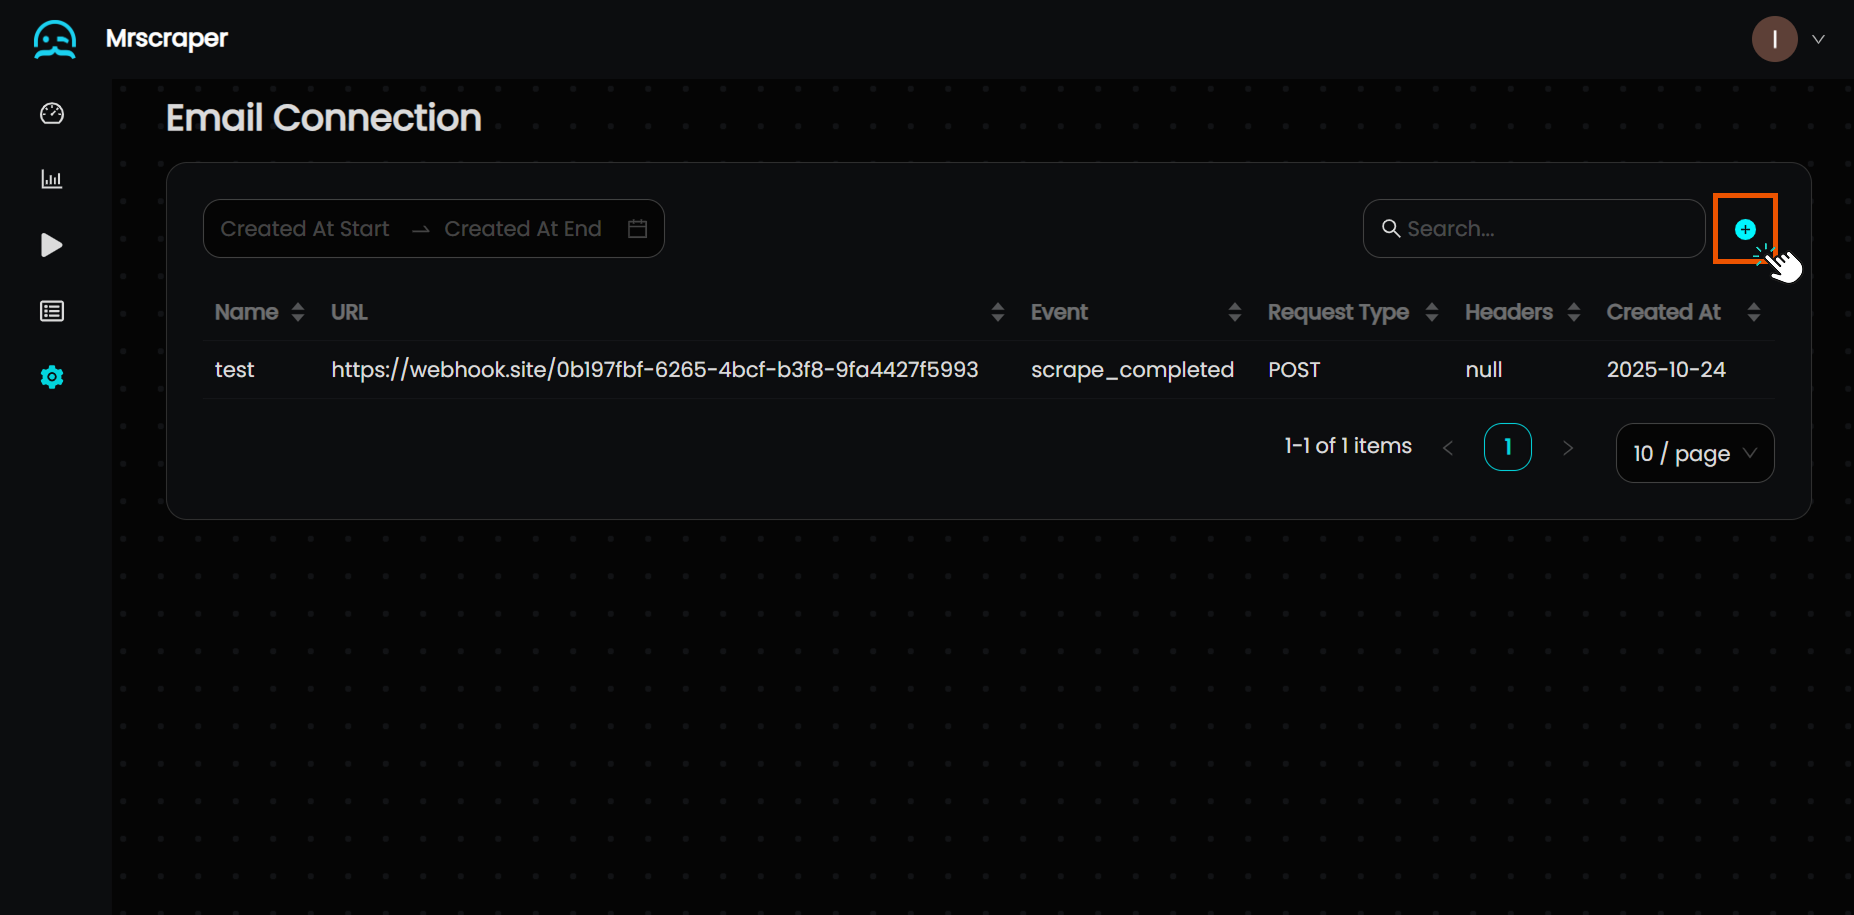 Mrscraper
I
Email Connection
Created At Start → Created At End
Search...
Name URL Event Request Type Headers Created At
test https://webhook.site/0b197fbf-6265-4bcf-b3f8-9fa4427f5993 scrape_completed POST null 2025-10-24
1-1 of 1 items < 1 > 10 / page